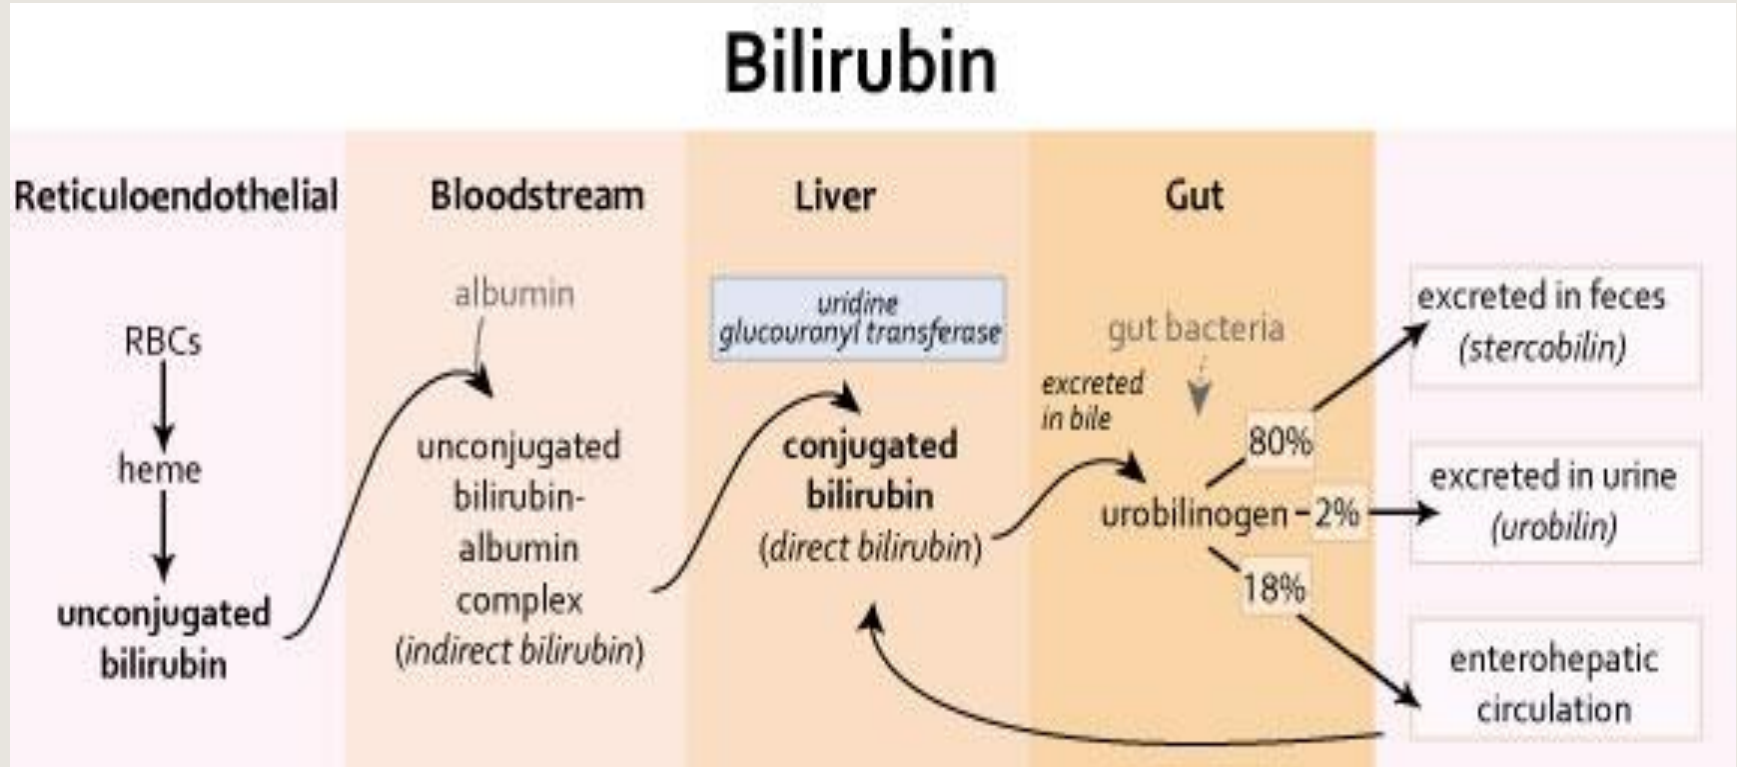 Bilirubin
Reticuloendothelial
RBCs
heme
unconjugated
bilirubin
Bloodstream
albumin
unconjugated
bilirubin-
albumin
complex
(indirect bilirubin)
Liver
uridine
glucouronyl transferase
conjugated
bilirubin
(direct bilirubin)
Gut
gut bacteria
excreted
in bile
urobilinogen
80%
2%
18%
excreted in feces
(stercobilin)
excreted in urine
(urobilin)
enterohepatic
circulation